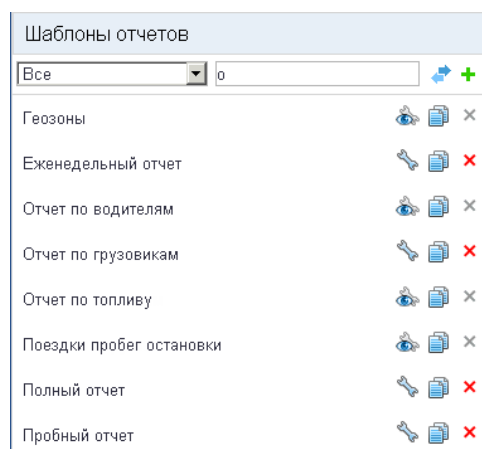 Шаблоны отчетов
Все о
Геозоны
Еженедельный отчет
Отчет по водителям
Отчет по грузовикам
Отчет по топливу
Поездки пробег остановки
Полный отчет
Пробный отчет